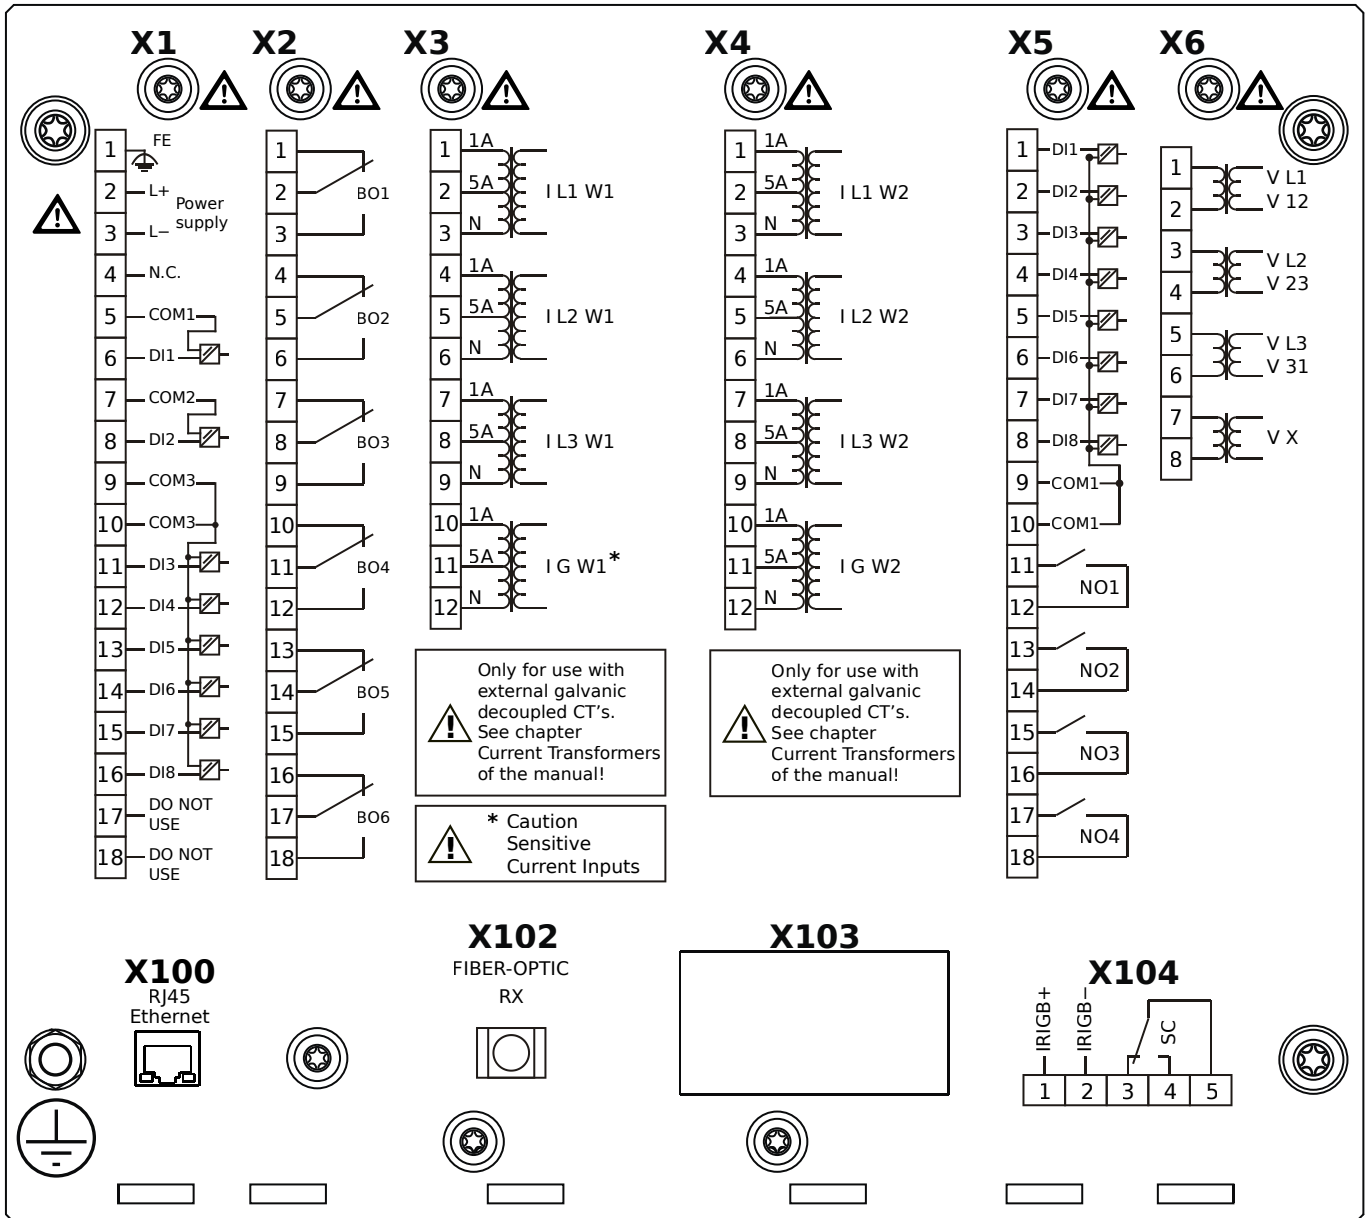 X1
X2
X3
X4
X5
X6
1 FE
2 L+
Power
supply
3 L−
4 N.C.
5 COM1
6 DI1
7 COM2
8 DI2
9 COM3
10 COM3
11 DI3
12 DI4
13 DI5
14 DI6
15 DI7
16 DI8
17 DO NOT
USE
18 DO NOT
USE
1
2 BO1
3
4
5 BO2
6
7
8 BO3
9
10
11 BO4
12
13
14 BO5
15
16
17 BO6
18
1 1A
2 5A I L1 W1
3 N
4 1A
5 5A I L2 W1
6 N
7 1A
8 5A I L3 W1
9 N
10 1A
11 5A I G W1*
12 N
Only for use with
external galvanic
decoupled CT's.
See chapter
Current Transformers
of the manual!
* Caution
Sensitive
Current Inputs
1 1A
2 5A I L1 W2
3 N
4 1A
5 5A I L2 W2
6 N
7 1A
8 5A I L3 W2
9 N
10 1A
11 5A I G W2
12 N
Only for use with
external galvanic
decoupled CT's.
See chapter
Current Transformers
of the manual!
1 DI1
2 DI2
3 DI3
4 DI4
5 DI5
6 DI6
7 DI7
8 DI8
9 COM1
10 COM1
11
NO1
12
13
NO2
14
15
NO3
16
17
NO4
18
1 V L1
2 V 12
3 V L2
4 V 23
5 V L3
6 V 31
7
V X
8
X100
RJ45
Ethernet
X102
FIBER-OPTIC
RX
X103
X104
IRIGB+
IRIGB−
SC
1 2 3 4 5